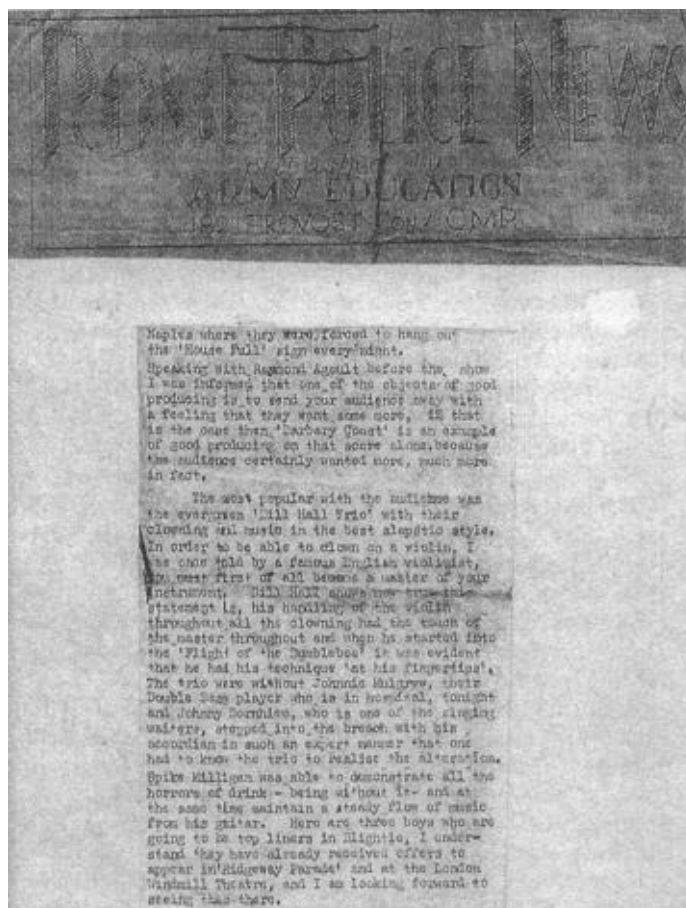 ROME POLICE NEWS
ARMY EDUCATION
PROVOST COY CMP
Naples where they were forced to hang out
the 'House Full' sign every night.
Speaking with Raymond Agoult before the show
I was informed that one of the objects of good
producing is to send your audience away with
a feeling that they want some more, if that
is the case then 'Barbary Coast' is an example
of good producing on that score alone, because
the audience certainly wanted more, much more
in fact.
The most popular with the audience was
the evergreen 'Bill Hall Trio' with their
clowning and music in the best slapstic style.
In order to be able to clown on a violin, I
was once told by a famous English violinist,
you must first of all become a master of your
instrument. Bill Hall shows how true this
statement is, his handling of the violin
throughout all the clowning had the touch of
the master throughout and when he started into
the 'Flight of the Bumblebee' it was evident
that he had his technique 'at his fingertips'.
The trio were without Johnnie Mulgrew, their
Double Bass player who is in hospital, tonight
and Johnny Bornhiem, who is one of the singing
waiters, stepped into the breach with his
accordian in such an expert manner that one
had to know the trio to realise the alteration.
Spike Milligan was able to demonstrate all the
horrors of drink - being without it - and at
the same time maintain a steady flow of music
from his guitar. Here are three boys who are
going to be top liners in Blightie, I under-
stand they have already received offers to
appear in 'Ridgeway Parade' and at the London
Windmill Theatre, and I am looking forward to
seeing them there.